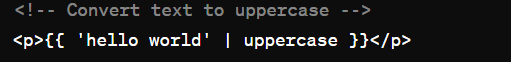 <!-- Convert text to uppercase -->
<p>{{ 'hello world' | uppercase }}</p>